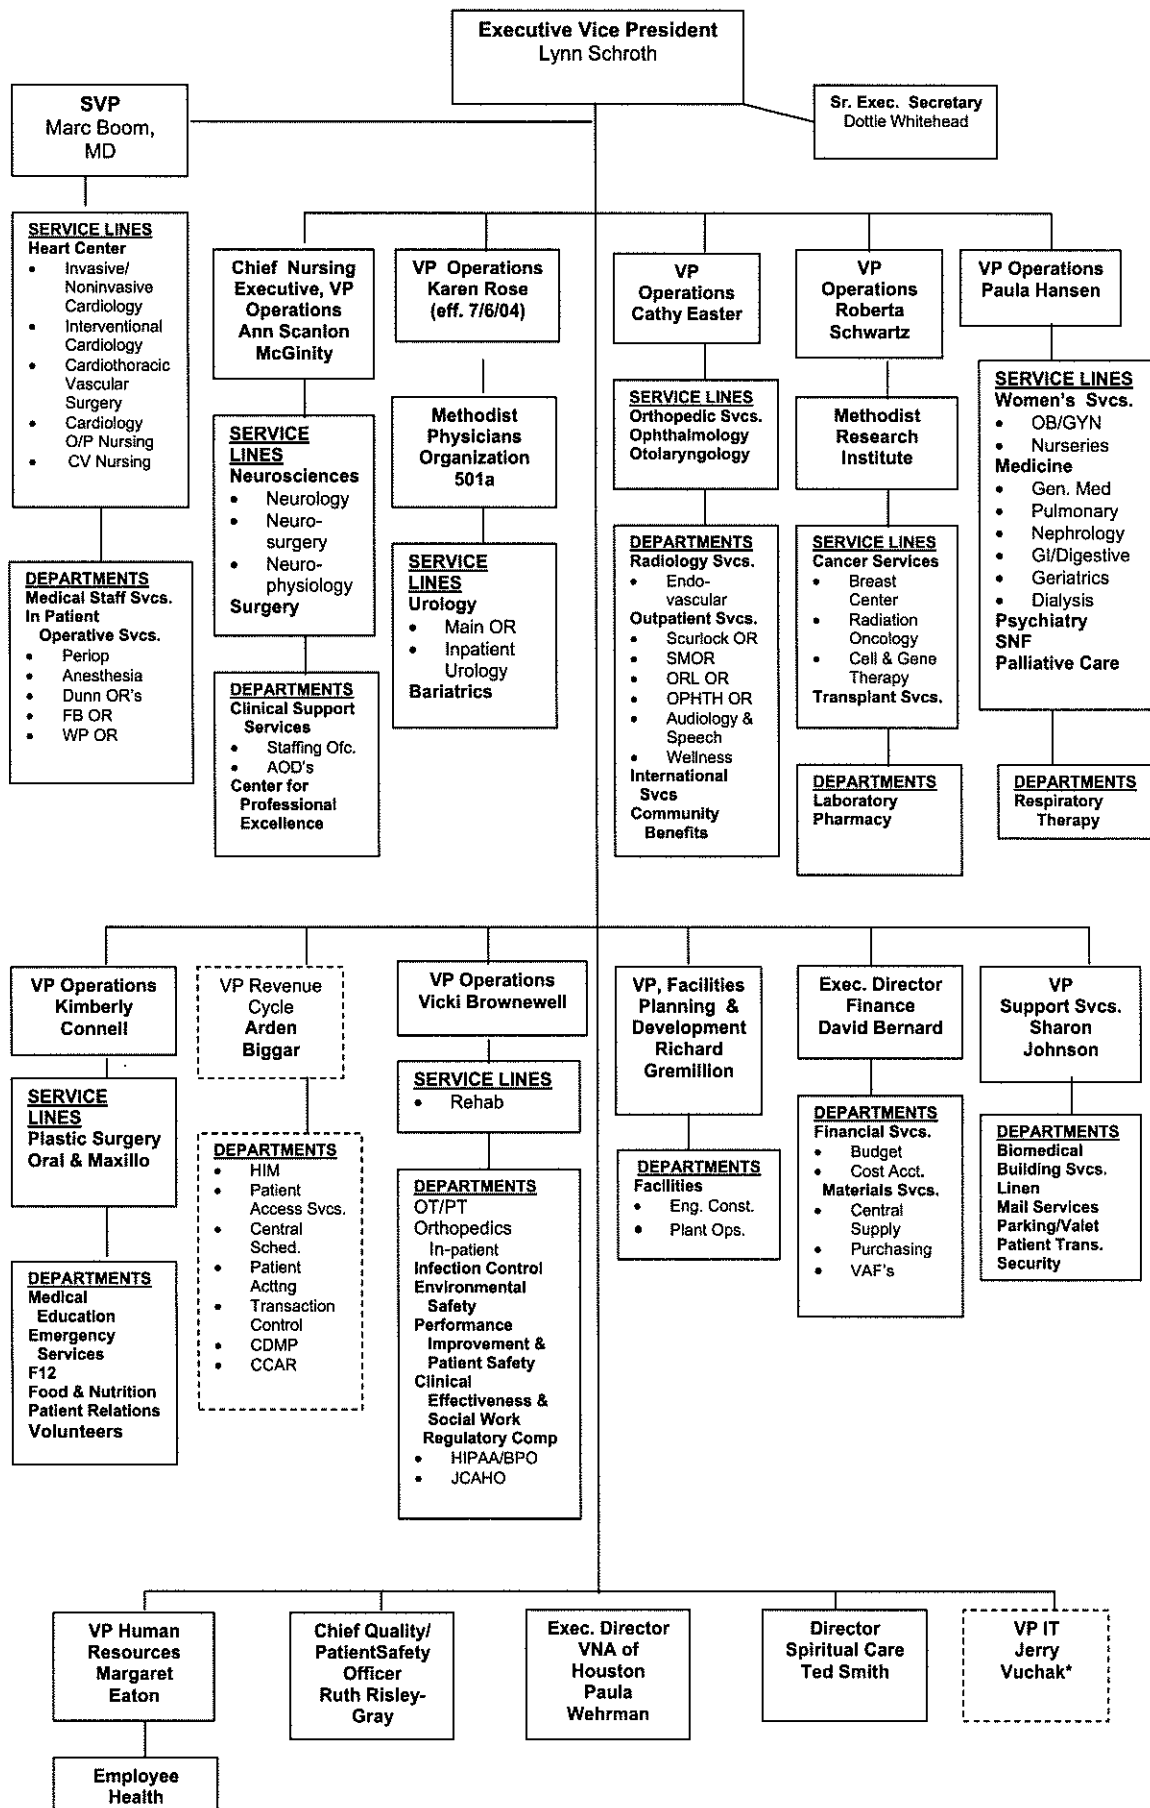 Executive Vice President
Lynn Schroth
SVP
Marc Boom,
MD
Sr. Exec. Secretary
Dottie Whitehead
SERVICE LINES
Heart Center
• Invasive/
Noninvasive
Cardiology
• Interventional
Cardiology
• Cardiothoracic
Vascular
Surgery
• Cardiology
O/P Nursing
• CV Nursing
DEPARTMENTS
Medical Staff Svcs.
In Patient
Operative Svcs.
• Periop
• Anesthesia
• Dunn OR's
• FB OR
• WP OR
Chief Nursing
Executive, VP
Operations
Ann Scanlon
McGinity
SERVICE
LINES
Neurosciences
• Neurology
• Neuro-
surgery
• Neuro-
physiology
Surgery
DEPARTMENTS
Clinical Support
Services
• Staffing Ofc.
• AOD's
Center for
Professional
Excellence
VP Operations
Karen Rose
(eff. 7/6/04)
Methodist
Physicians
Organization
501a
SERVICE
LINES
Urology
• Main OR
• Inpatient
Urology
Bariatrics
VP
Operations
Cathy Easter
SERVICE LINES
Orthopedic Svcs.
Ophthalmology
Otolaryngology
DEPARTMENTS
Radiology Svcs.
• Endo-
vascular
Outpatient Svcs.
• Scurlock OR
• SMOR
• ORL OR
• OPHTH OR
• Audiology &
Speech
• Wellness
International
Svcs
Community
Benefits
VP
Operations
Roberta
Schwartz
Methodist
Research
Institute
SERVICE LINES
Cancer Services
• Breast
Center
• Radiation
Oncology
• Cell & Gene
Therapy
Transplant Svcs.
DEPARTMENTS
Laboratory
Pharmacy
VP Operations
Paula Hansen
SERVICE LINES
Women's Svcs.
• OB/GYN
• Nurseries
Medicine
• Gen. Med
• Pulmonary
• Nephrology
• GI/Digestive
• Geriatrics
• Dialysis
Psychiatry
SNF
Palliative Care
DEPARTMENTS
Respiratory
Therapy
VP Operations
Kimberly
Connell
SERVICE
LINES
Plastic Surgery
Oral & Maxillo
DEPARTMENTS
Medical
Education
Emergency
Services
F12
Food & Nutrition
Patient Relations
Volunteers
VP Revenue
Cycle
Arden
Biggar
DEPARTMENTS
• HIM
• Patient
Access Svcs.
• Central
Sched.
• Patient
Acttng
• Transaction
Control
• CDMP
• CCAR
VP Operations
Vicki Brownewell
SERVICE LINES
• Rehab
DEPARTMENTS
OT/PT
Orthopedics
In-patient
Infection Control
Environmental
Safety
Performance
Improvement &
Patient Safety
Clinical
Effectiveness &
Social Work
Regulatory Comp
• HIPAA/BPO
• JCAHO
VP, Facilities
Planning &
Development
Richard
Gremillion
DEPARTMENTS
Facilities
• Eng. Const.
• Plant Ops.
Exec. Director
Finance
David Bernard
DEPARTMENTS
Financial Svcs.
• Budget
• Cost Acct.
Materials Svcs.
• Central
Supply
• Purchasing
• VAF's
VP
Support Svcs.
Sharon
Johnson
DEPARTMENTS
Biomedical
Building Svcs.
Linen
Mail Services
Parking/Valet
Patient Trans.
Security
VP Human
Resources
Margaret
Eaton
Employee
Health
Chief Quality/
PatientSafety
Officer
Ruth Risley-
Gray
Exec. Director
VNA of
Houston
Paula
Wehrman
Director
Spiritual Care
Ted Smith
VP IT
Jerry
Vuchak*